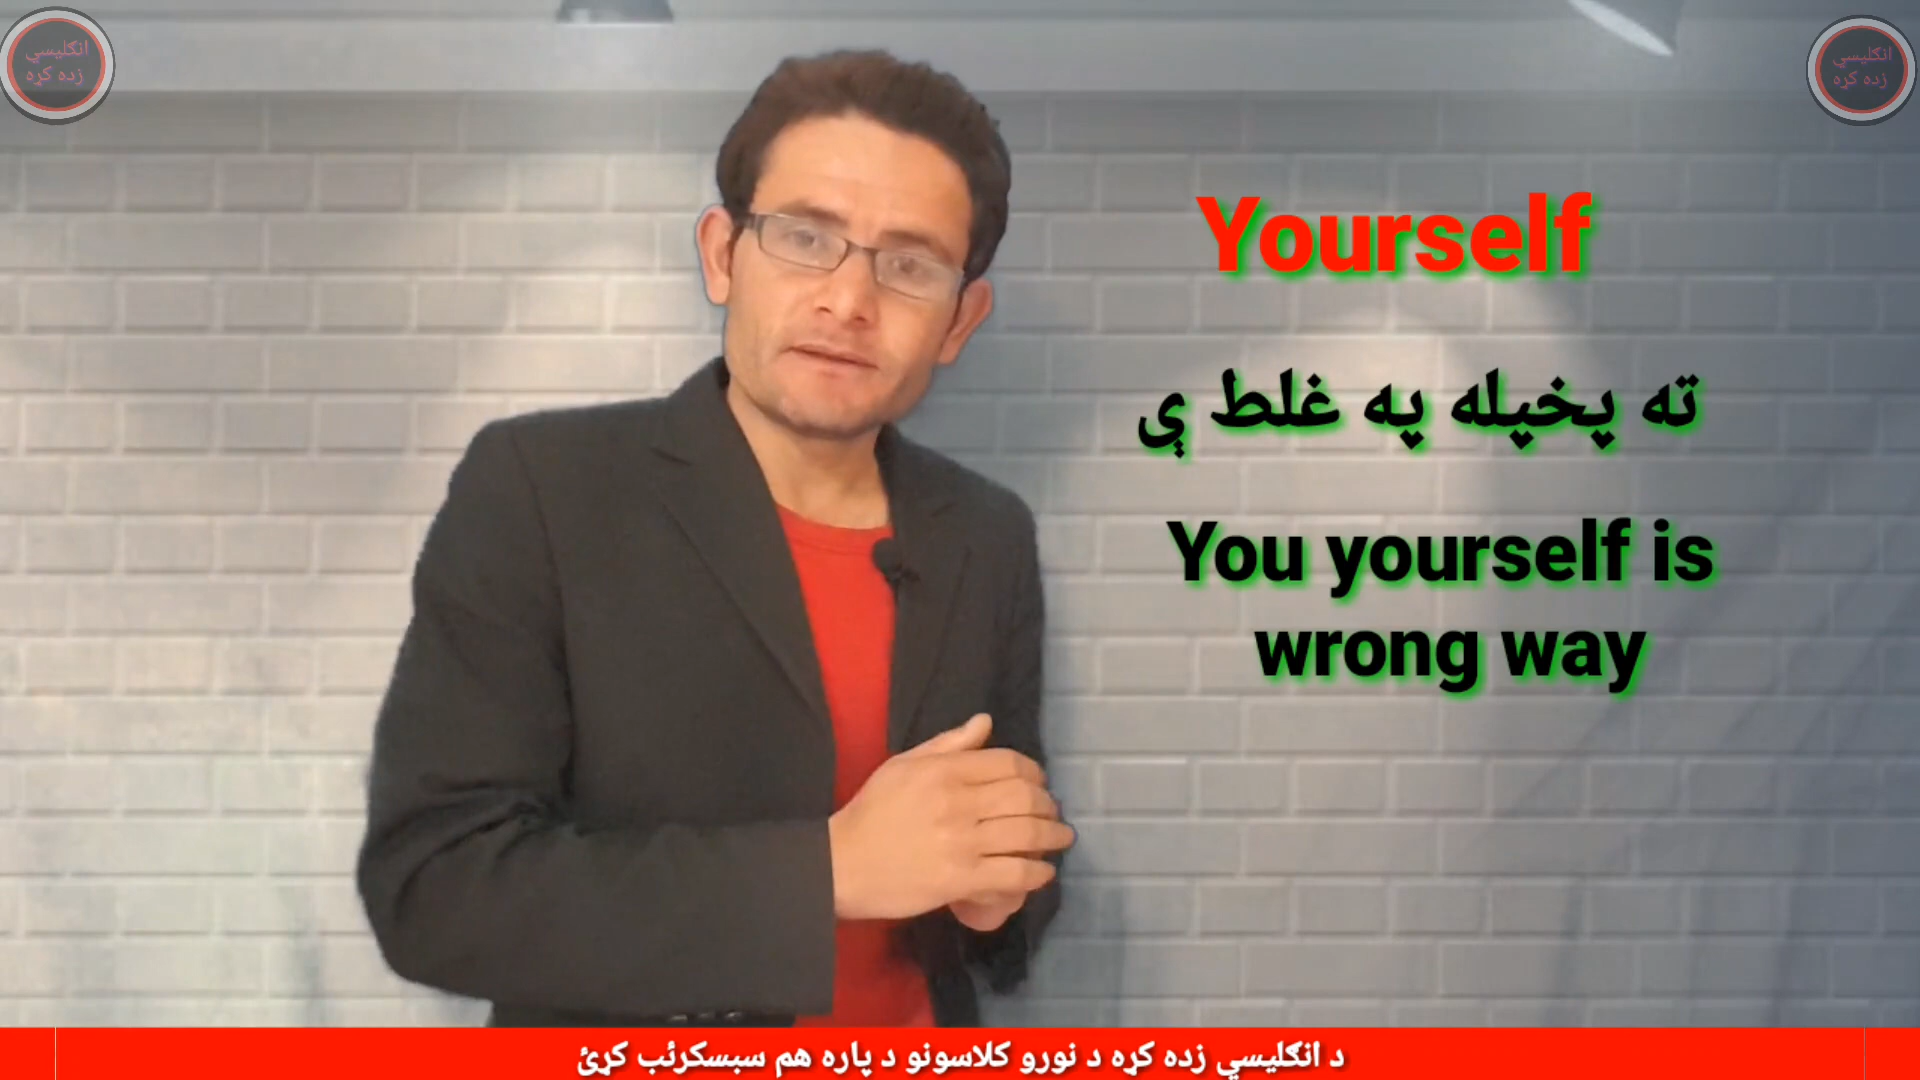 انګلیسي
زده کړه
انګلیسي
زده کړه
Yourself
ته پخپله په غلط ې
You yourself is
wrong way
د انګلیسي زده کړه د نورو کلاسونو د پاره هم سبسکرئب کړئ